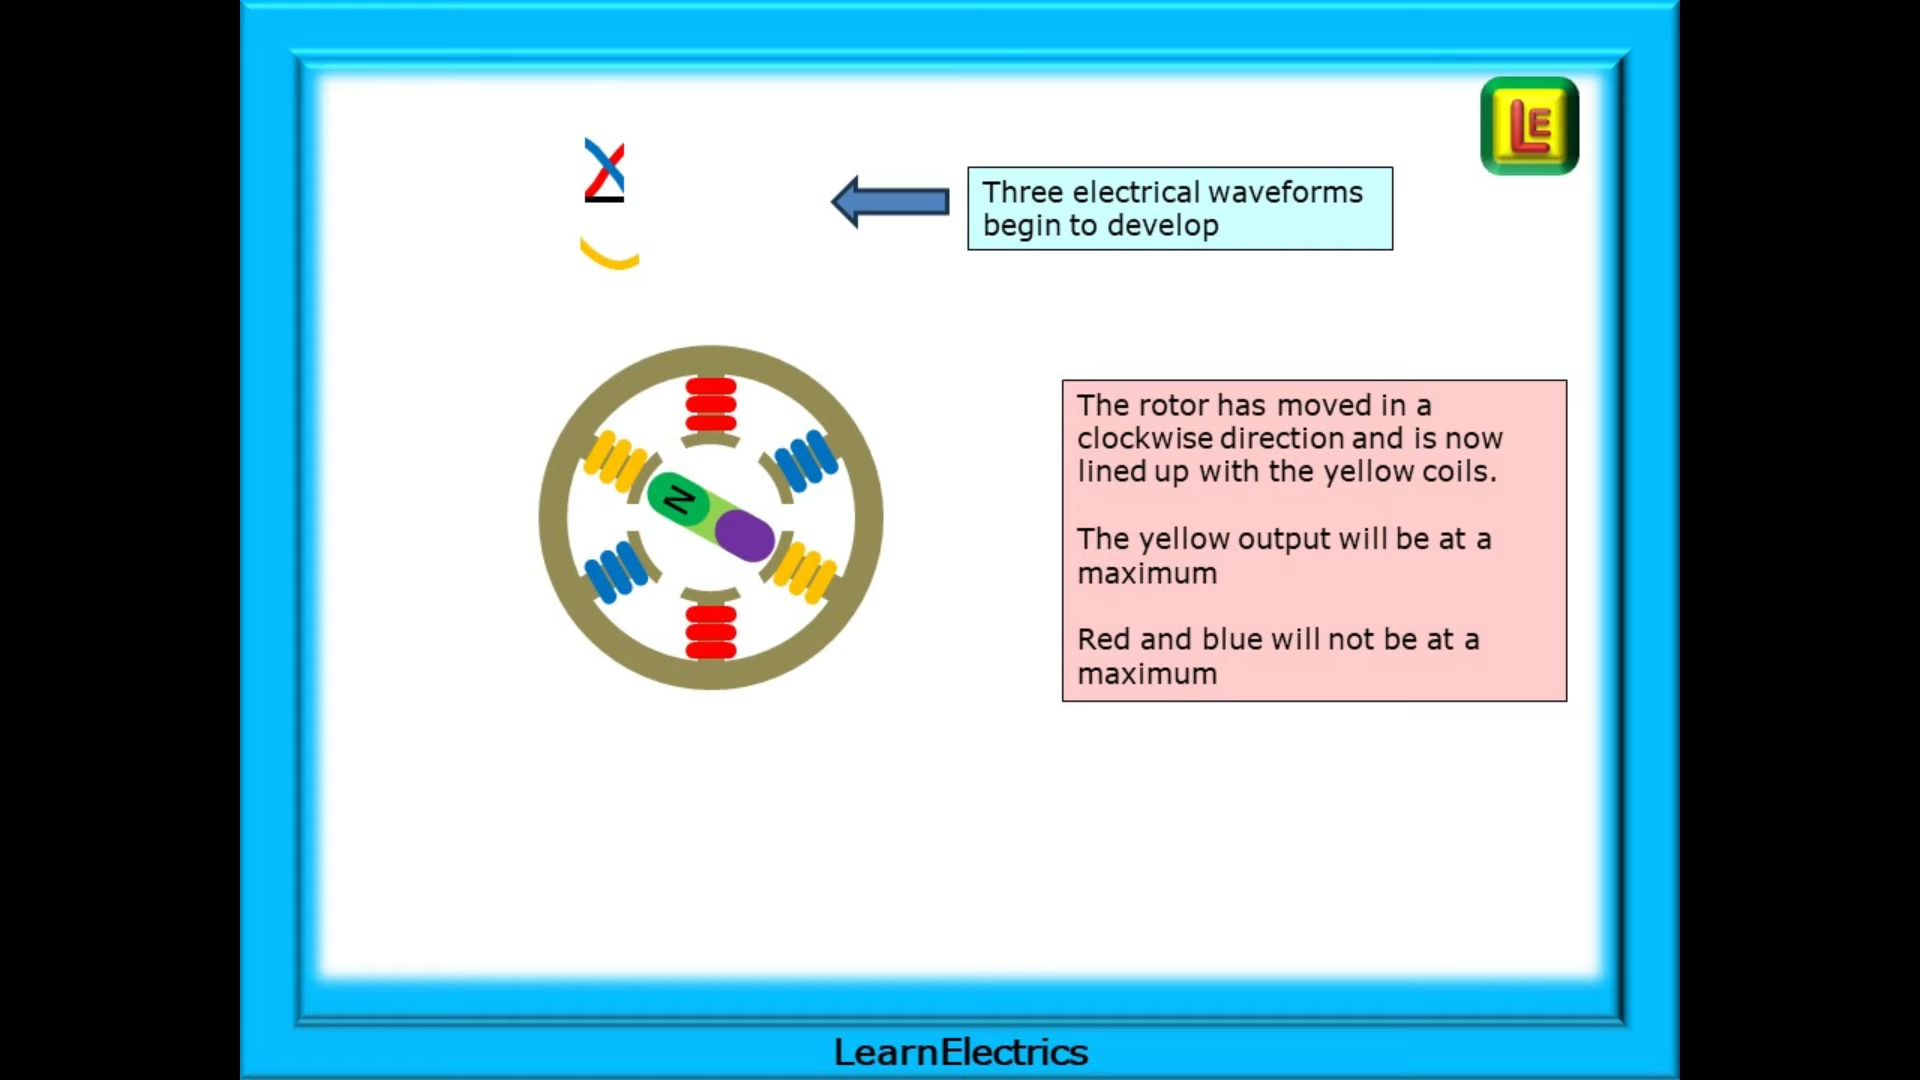 LE
Three electrical waveforms
begin to develop
The rotor has moved in a
clockwise direction and is now
lined up with the yellow coils.
The yellow output will be at a
maximum
Red and blue will not be at a
maximum
N
LearnElectrics